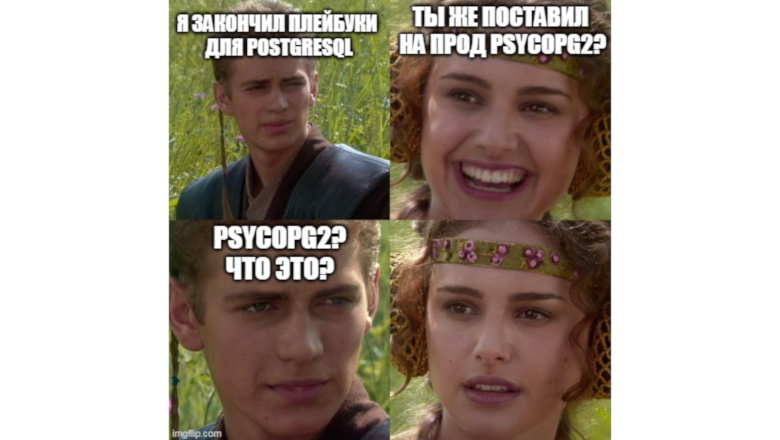 Я ЗАКОНЧИЛ ПЛЕЙБУКИ
ДЛЯ POSTGRESQL
ТЫ ЖЕ ПОСТАВИЛ
НА ПРОД PSYCOPG2?
PSYCOPG2?
ЧТО ЭТО?
imgflip.com